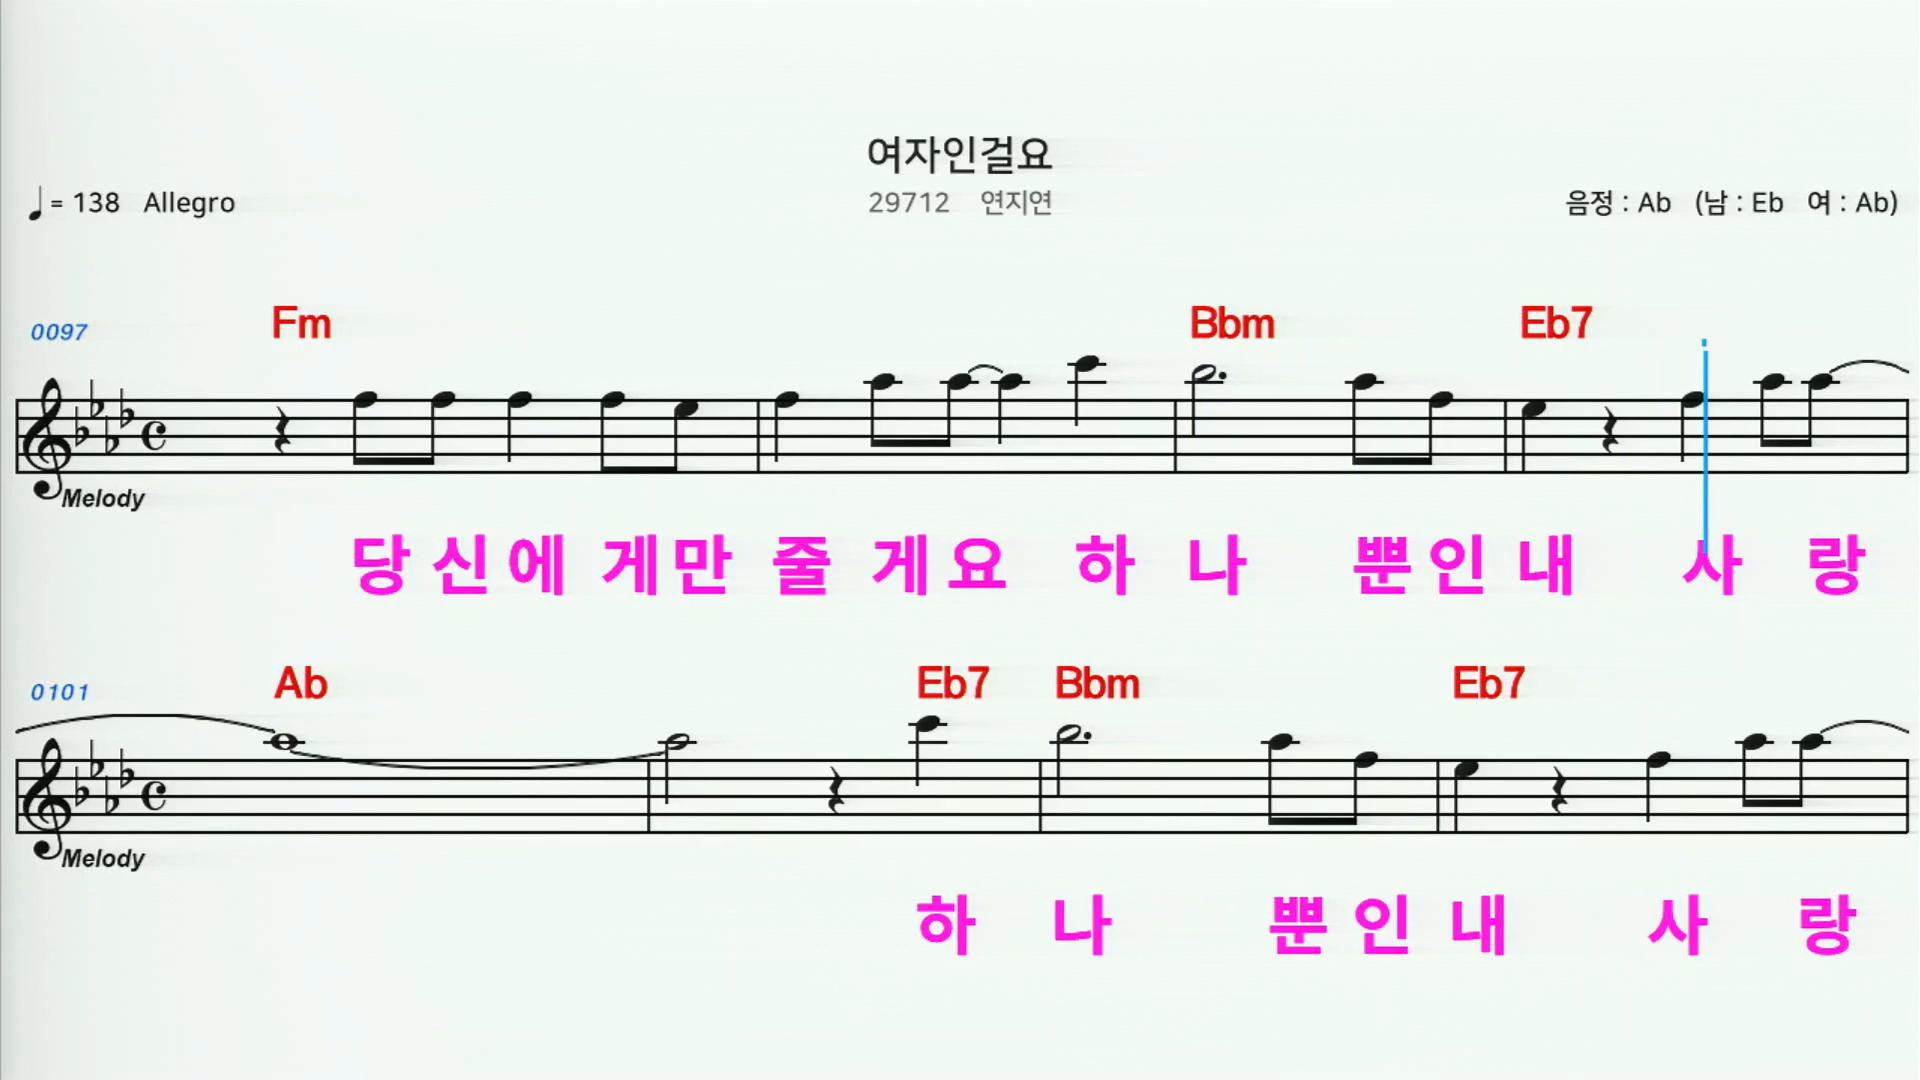 여자인걸요
♩= 138 Allegro 29712 연지연 음정 : Ab (남 : Eb 여 : Ab)
0097 Fm Bbm Eb7
Melody
당신에게만줄게요하나뿐인내사랑
0101 Ab Eb7 Bbm Eb7
Melody
하나뿐인내사랑